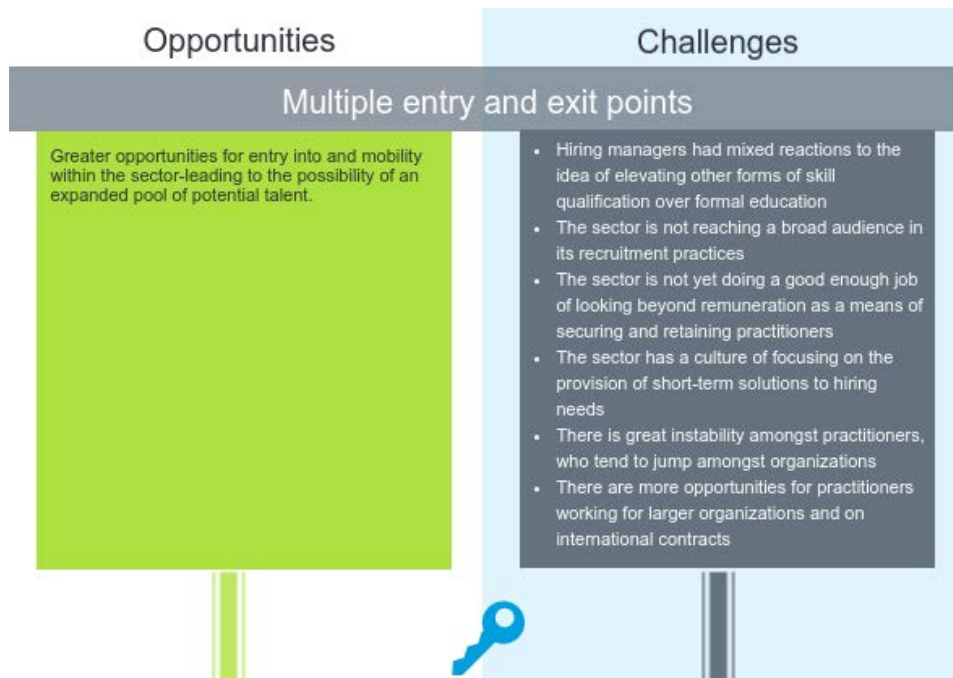 Opportunities
Challenges
Multiple entry and exit points
Greater opportunities for entry into and mobility
within the sector-leading to the possibility of an
expanded pool of potential talent.
• Hiring managers had mixed reactions to the
idea of elevating other forms of skill
qualification over formal education
• The sector is not reaching a broad audience in
its recruitment practices
• The sector is not yet doing a good enough job
of looking beyond remuneration as a means of
securing and retaining practitioners
• The sector has a culture of focusing on the
provision of short-term solutions to hiring
needs
• There is great instability amongst practitioners,
who tend to jump amongst organizations
• There are more opportunities for practitioners
working for larger organizations and on
international contracts